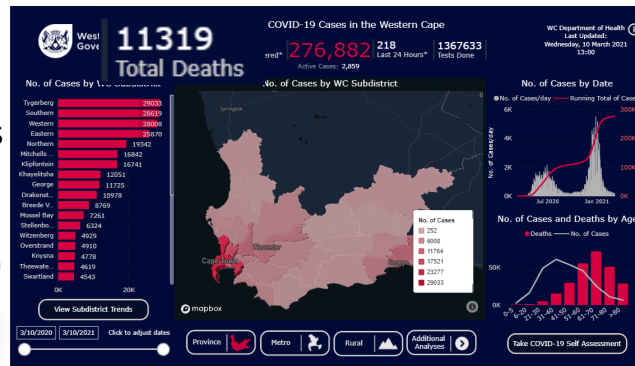 COVID-19 Cases in the Western Cape
West
Gove
11319
Total Deaths
ered*
276,882
218
Last 24 Hours*
1367633
Tests Done
Active Cases: 2,859
WC Department of Health
Last Updated:
Wednesday, 10 March 2021
13:00
No. of Cases by WC Subdistrict
Tygerberg 29033
Southern 28619
Western 28008
Eastern 25870
Northern 19342
Mitchells ... 16842
Klipfontein 16741
Khayelitsha 12051
George 11725
Drakenst... 10978
Breede V... 8769
Mossel Bay 7261
Stellenbo... 6324
Witzenberg 4929
Overstrand 4910
Knysna 4778
Theewate... 4619
Swartland 4543
0K 20K
View Subdistrict Trends
3/10/2020 3/10/2021 Click to adjust dates
.No. of Cases by WC Subdistrict
Springbok
Worcester
Cape Town
No. of Cases
252
6008
11764
17521
23277
29033
mapbox
Province
Metro
Rural
Additional
Analyses
No. of Cases by Date
No. of Cases/day Running Total of Case
No. of Cases/day
6K
4K
2K
0K
300K
200K
100K
0K
Jul 2020 Jan 2021
No. of Cases and Deaths by Age
Deaths No. of Cases
50K
0K
0-5 6-20 21-30 31-40 41-50 51-60 61-70 71-80 >80
Take COVID-19 Self Assessment